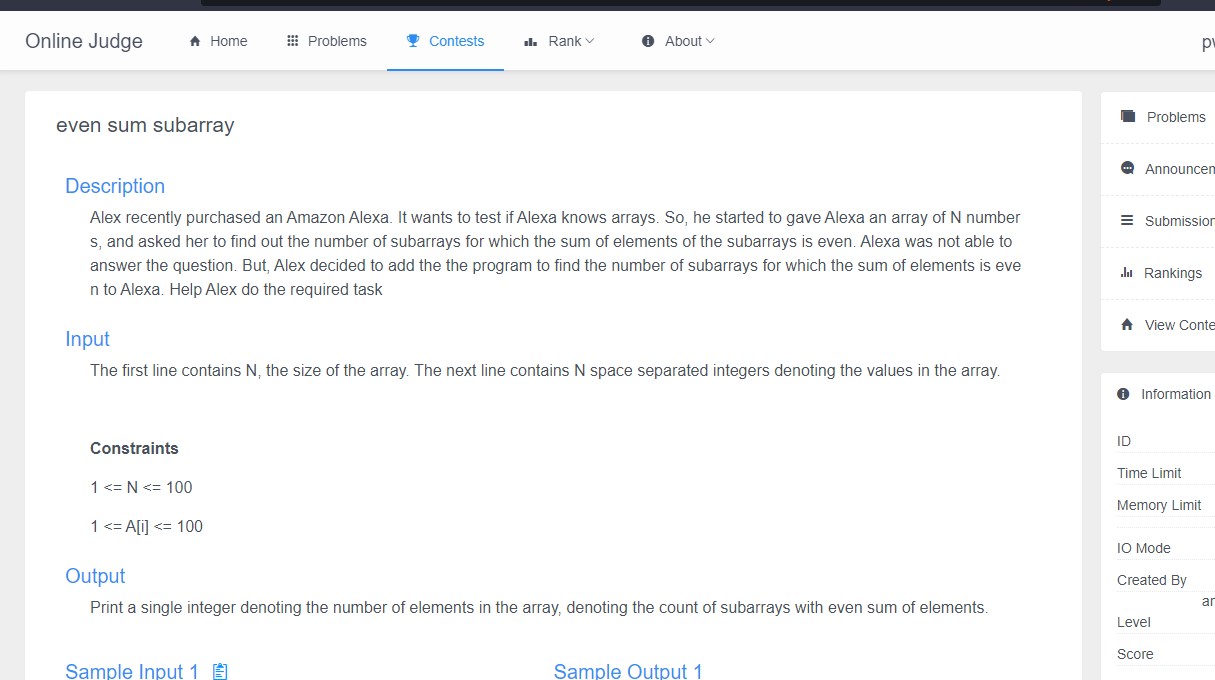 Online Judge
Home
Problems
Contests
Rank
About
even sum subarray
Description
Alex recently purchased an Amazon Alexa. It wants to test if Alexa knows arrays. So, he started to gave Alexa an array of N number
s, and asked her to find out the number of subarrays for which the sum of elements of the subarrays is even. Alexa was not able to
answer the question. But, Alex decided to add the the program to find the number of subarrays for which the sum of elements is eve
n to Alexa. Help Alex do the required task
Input
The first line contains N, the size of the array. The next line contains N space separated integers denoting the values in the array.
Constraints
1 <= N <= 100
1 <= A[i] <= 100
Output
Print a single integer denoting the number of elements in the array, denoting the count of subarrays with even sum of elements.
Sample Input 1
Sample Output 1
Problems
Announcem
Submission
Rankings
View Conte
Information
ID
Time Limit
Memory Limit
IO Mode
Created By
Level
Score